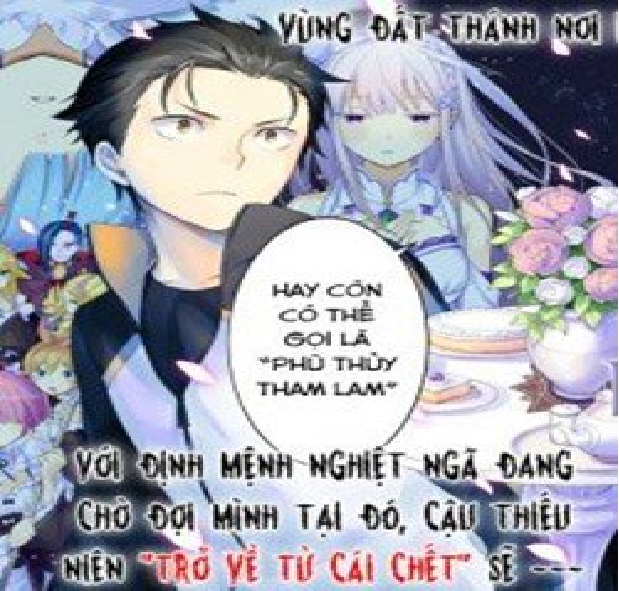 VÙNG ĐẤT THÁNH NƠI
HAY CÒN
CÓ THỂ
GỌI LÀ
"PHÙ THỦY
THAM LAM"
VỚI ĐỊNH MỆNH NGHIỆT NGÃ ĐANG
CHỜ ĐỢI MÌNH TẠI ĐÓ, CẬU THIẾU
NIÊN "TRỞ VỀ TỪ CÁI CHẾT" SẼ ---